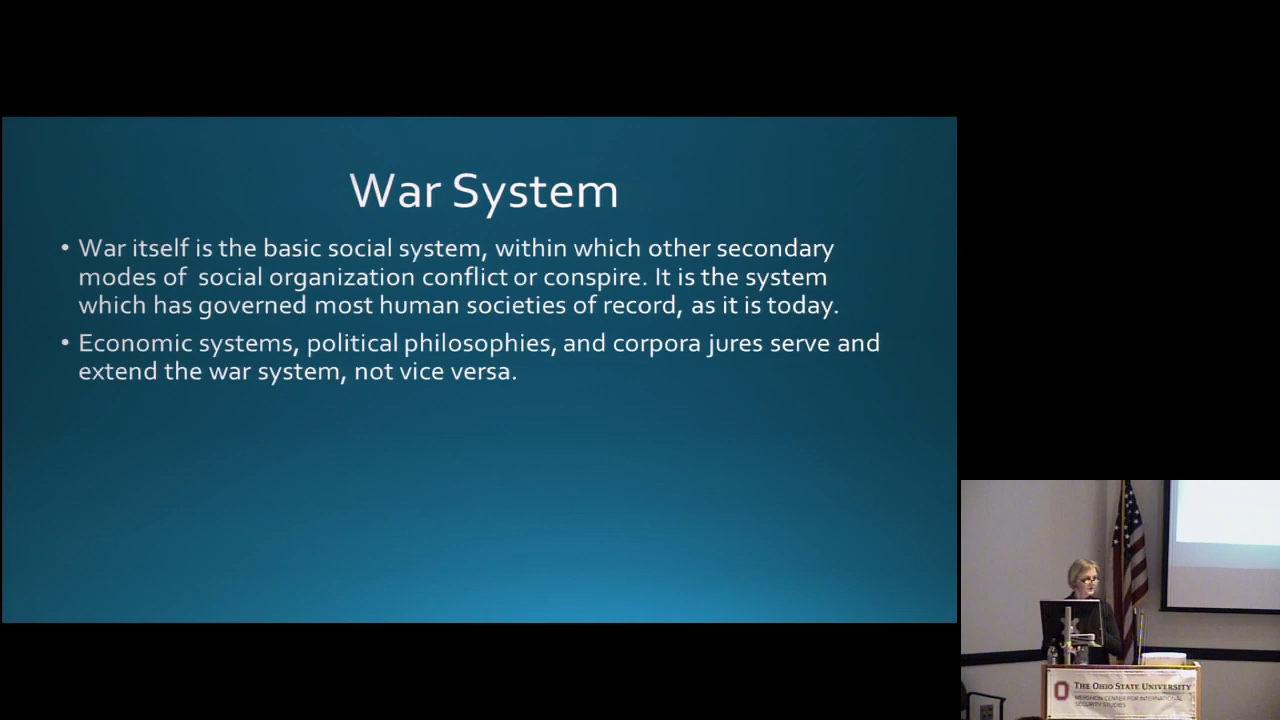 War System
• War itself is the basic social system, within which other secondary
modes of social organization conflict or conspire. It is the system
which has governed most human societies of record, as it is today.
• Economic systems, political philosophies, and corpora jures serve and
extend the war system, not vice versa.
THE OHIO STATE UNIVERSITY
MERSHON CENTER FOR INTERNATIONAL
SECURITY STUDIES